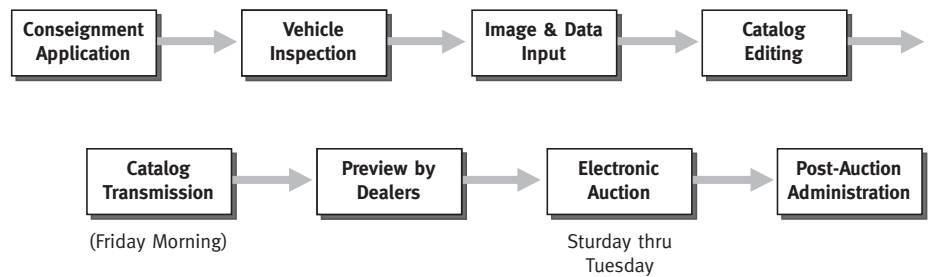 Conseignment
Application
Vehicle
Inspection
Image & Data
Input
Catalog
Editing
Catalog
Transmission
(Friday Morning)
Preview by
Dealers
Electronic
Auction
Sturday thru
Tuesday
Post-Auction
Administration